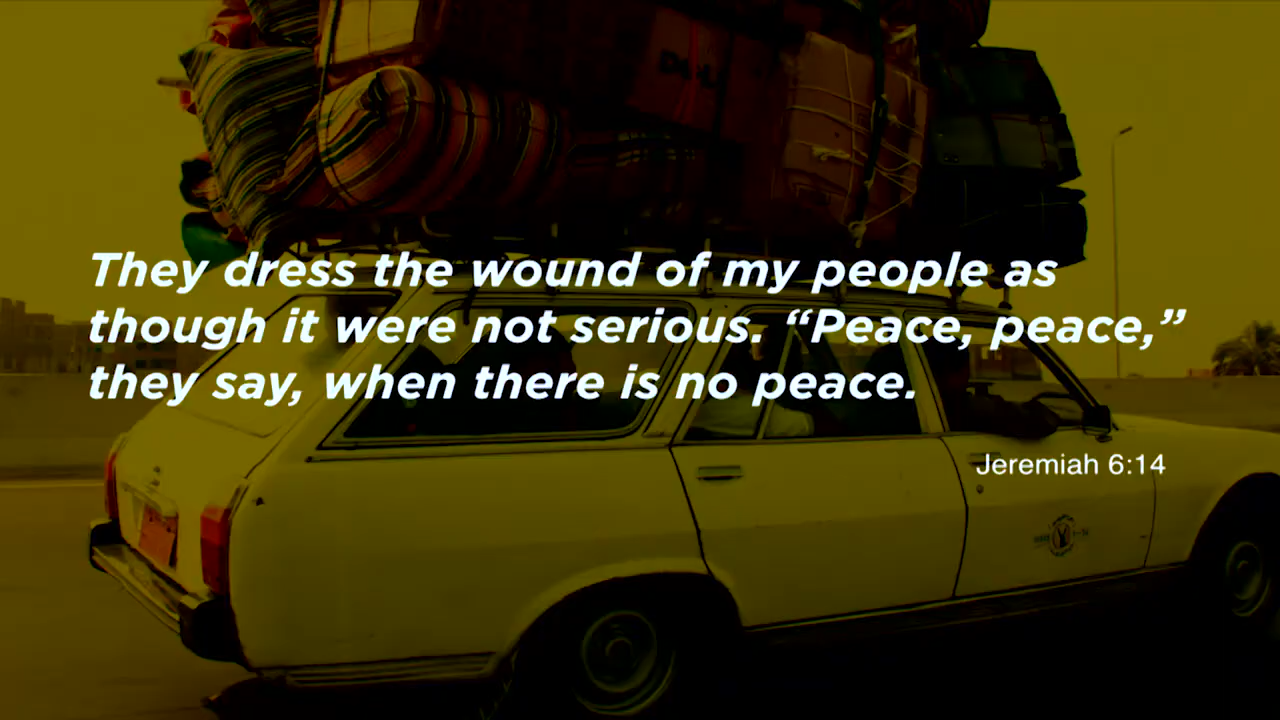 They dress the wound of my people as
though it were not serious. “Peace, peace,”
they say, when there is no peace.
Jeremiah 6:14